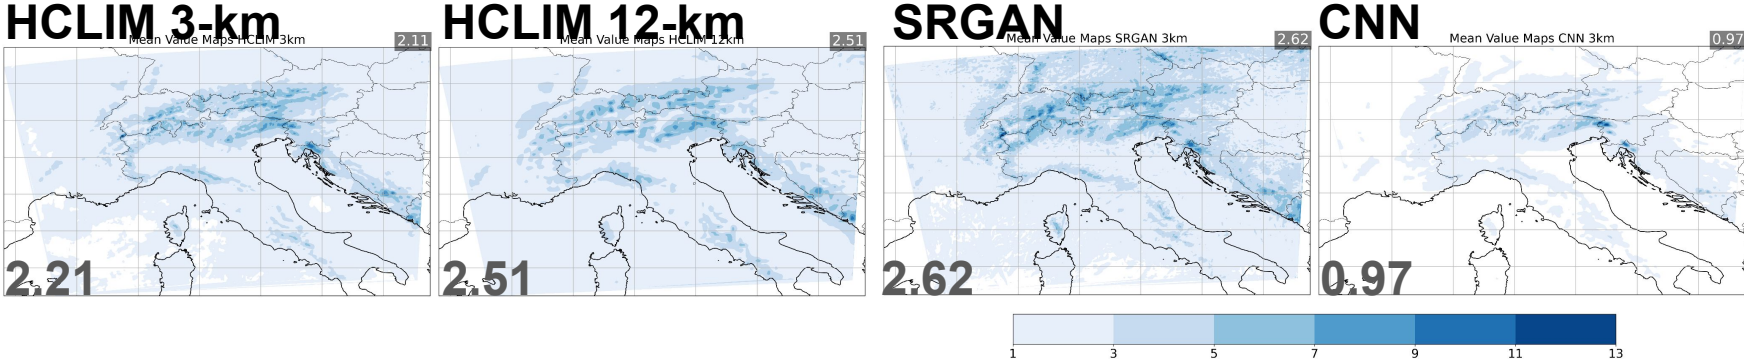 HCLIM 3-km
HCLIM 12-km
SRGAN
CNN
Mean Value Maps HCLIM 3km
2.11
Mean Value Maps HCLIM 12km
2.51
Mean Value Maps SRGAN 3km
2.62
Mean Value Maps CNN 3km
0.97
2.21
2.51
2.62
0.97
1 3 5 7 9 11 13